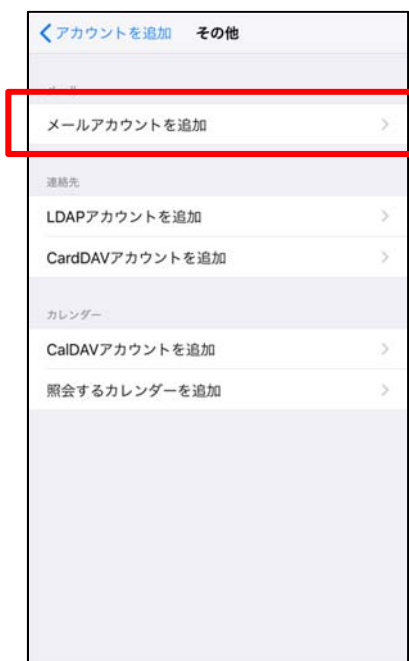 アカウントを追加 その他
メールアカウントを追加
連絡先
LDAPアカウントを追加
CardDAVアカウントを追加
カレンダー
CalDAVアカウントを追加
照会するカレンダーを追加